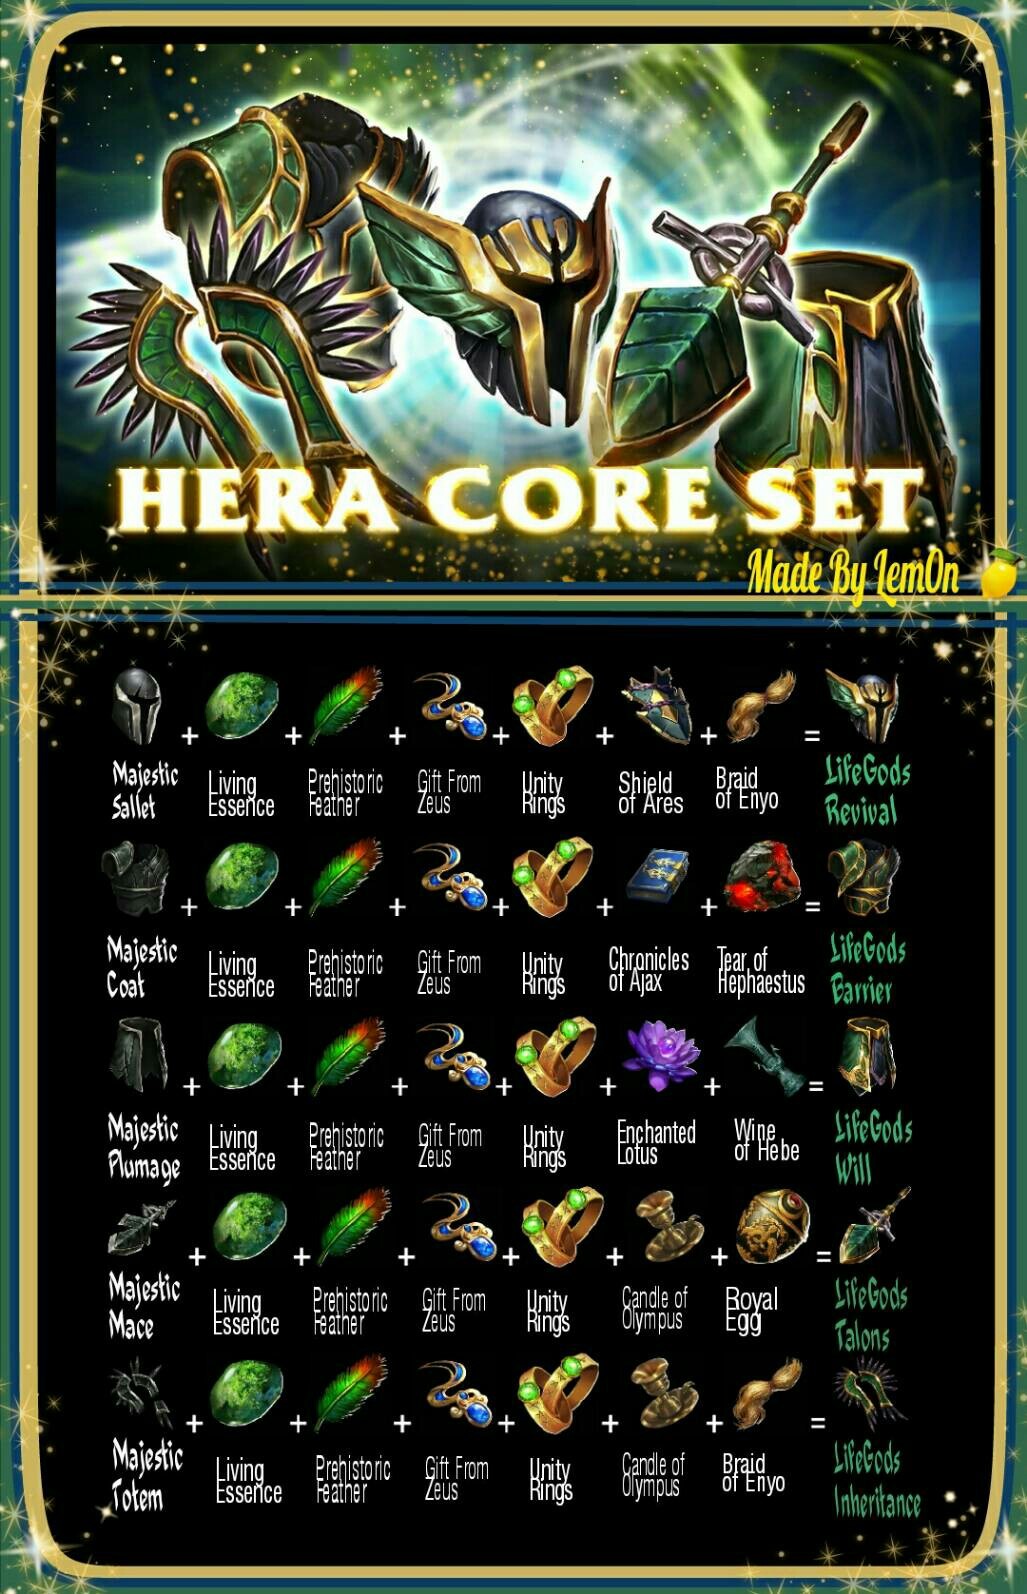 HERA CORE SET
Made By Lem0n
+ + + + + + =
Majestic Living Prehistoric Gift From Unity Shield Braid LifeGods
Sallet Essence Feather Zeus Rings of Ares of Enyo Revival
+ + + + + + =
Majestic Living Prehistoric Gift From Unity Chronicles Tear of LifeGods
Coat Essence Feather Zeus Rings of Ajax Hephaestus Barrier
+ + + + + + =
Majestic Living Prehistoric Gift From Unity Enchanted Wine LifeGods
Plumage Essence Feather Zeus Rings Lotus of Hebe Will
+ + + + + + =
Majestic Living Prehistoric Gift From Unity Candle of Royal LifeGods
Mace Essence Feather Zeus Rings Olympus Egg Talons
+ + + + + + =
Majestic Living Prehistoric Gift From Unity Candle of Braid LifeGods
Totem Essence Feather Zeus Rings Olympus of Enyo Inheritance